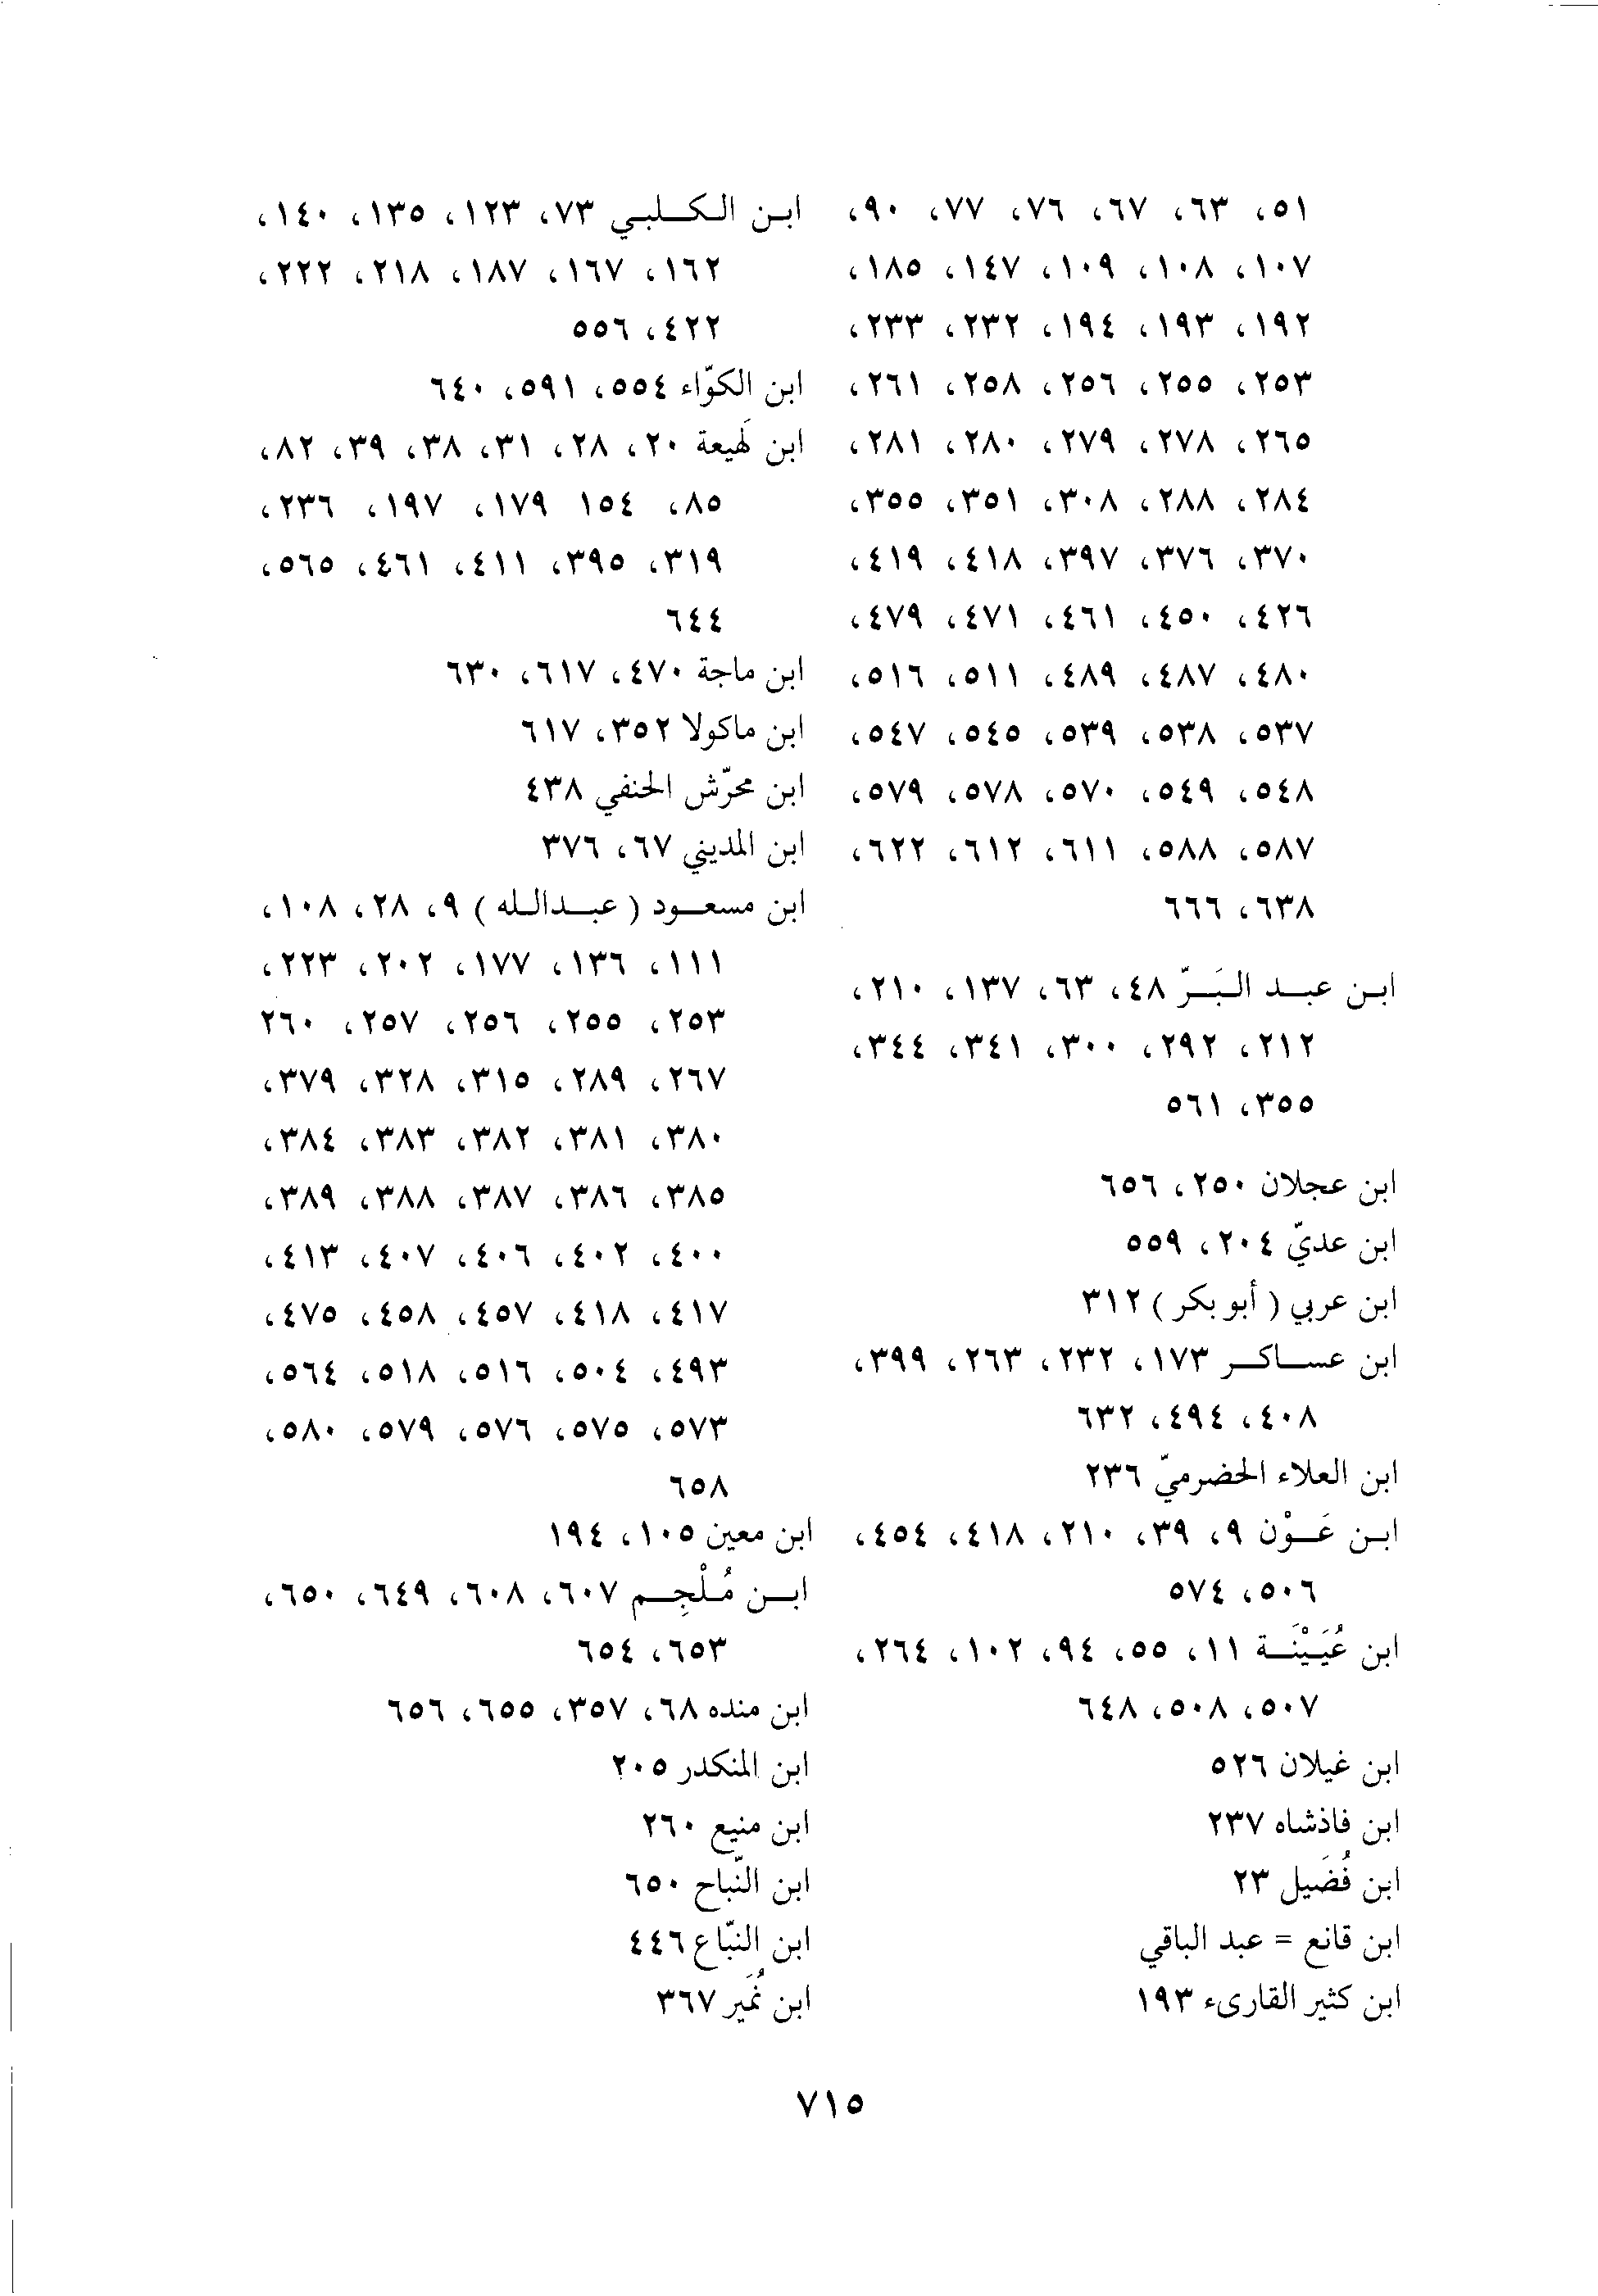 ٥١، ٦٣، ٦٧، ٧٦، ٧٧، ٩٠،
١٠٧، ١٠٨، ١٠٩، ١٤٧، ١٨٥،
١٩٢، ١٩٣، ١٩٤، ٢٣٢، ٢٣٣،
٢٥٣، ٢٥٥، ٢٥٦، ٢٥٨، ٢٦١،
٢٦٥، ٢٧٨، ٢٧٩، ٢٨٠، ٢٨١،
٢٨٤، ٢٨٨، ٣٠٨، ٣٥١، ٣٥٥،
٣٧٠، ٣٧٦، ٣٩٧، ٤١٨، ٤١٩،
٤٢٦، ٤٥٠، ٤٦١، ٤٧١، ٤٧٩،
٤٨٠، ٤٨٧، ٤٨٩، ٥١١، ٥١٦،
٥٣٧، ٥٣٨، ٥٣٩، ٥٤٥، ٥٤٧،
٥٤٨، ٥٤٩، ٥٧٠، ٥٧٨، ٥٧٩،
٥٨٧، ٥٨٨، ٦١١، ٦١٢، ٦٢٢،
٦٣٨، ٦٦٦
ابن عبد البَرّ ٤٨، ٦٣، ١٣٧، ٢١٠،
٢١٢، ٢٩٢، ٣٠٠، ٣٤١، ٣٤٤،
٣٥٥، ٥٦١
ابن عجلان ٢٥٠، ٦٥٦
ابن عديّ ٢٠٤، ٥٥٩
ابن عربي (أبو بكر) ٣١٢
ابن عساكر ١٧٣، ٢٣٢، ٢٦٣، ٣٩٩،
٤٠٨، ٤٩٤، ٦٣٢
ابن العلاء الحضرميّ ٢٣٦
ابن عَوْن ٩، ٣٩، ٢١٠، ٤١٨، ٤٥٤،
٥٠٦، ٥٧٤
ابن عُيَيْنَة ١١، ٥٥، ٩٤، ١٠٢، ٢٦٤،
٥٠٧، ٥٠٨، ٦٤٨
ابن غيلان ٥٢٦
ابن فاذشاه ٢٣٧
ابن فُضَيل ٢٣
ابن قانع = عبد الباقي
ابن كثير القارىء ١٩٣
ابن الكلبي ٧٣، ١٢٣، ١٣٥، ١٤٠،
١٦٢، ١٦٧، ١٨٧، ٢١٨، ٢٢٢،
٤٢٢، ٥٥٦
ابن الكوّاء ٥٥٤، ٥٩١، ٦٤٠
ابن لَهيعة ٢٠، ٢٨، ٣١، ٣٨، ٣٩، ٨٢،
٨٥، ١٥٤ ١٧٩، ١٩٧، ٢٣٦،
٣١٩، ٣٩٥، ٤١١، ٤٦١، ٥٦٥،
٦٤٤
ابن ماجة ٤٧٠، ٦١٧، ٦٣٠
ابن ماكولا ٣٥٢، ٦١٧
ابن محرّش الحنفي ٤٣٨
ابن المديني ٦٧، ٣٧٦
ابن مسعود (عبدالله) ٩، ٢٨، ١٠٨،
١١١، ١٣٦، ١٧٧، ٢٠٢، ٢٢٣،
٢٥٣، ٢٥٥، ٢٥٦، ٢٥٧، ٢٦٠
٢٦٧، ٢٨٩، ٣١٥، ٣٢٨، ٣٧٩،
٣٨٠، ٣٨١، ٣٨٢، ٣٨٣، ٣٨٤،
٣٨٥، ٣٨٦، ٣٨٧، ٣٨٨، ٣٨٩،
٤٠٠، ٤٠٢، ٤٠٦، ٤٠٧، ٤١٣،
٤١٧، ٤١٨، ٤٥٧، ٤٥٨، ٤٧٥،
٤٩٣، ٥٠٤، ٥١٦، ٥١٨، ٥٦٤،
٥٧٣، ٥٧٥، ٥٧٦، ٥٧٩، ٥٨٠،
٦٥٨
ابن معين ١٠٥، ١٩٤
ابن مُلْجِم ٦٠٧، ٦٠٨، ٦٤٩، ٦٥٠،
٦٥٣، ٦٥٤
ابن منده ٦٨، ٣٥٧، ٦٥٥، ٦٥٦
ابن المنكدر ٢٠٥
ابن منيع ٢٦٠
ابن النّباح ٦٥٠
ابن النبّاع ٤٤٦
ابن نُمَير ٣٦٧
٧١٥